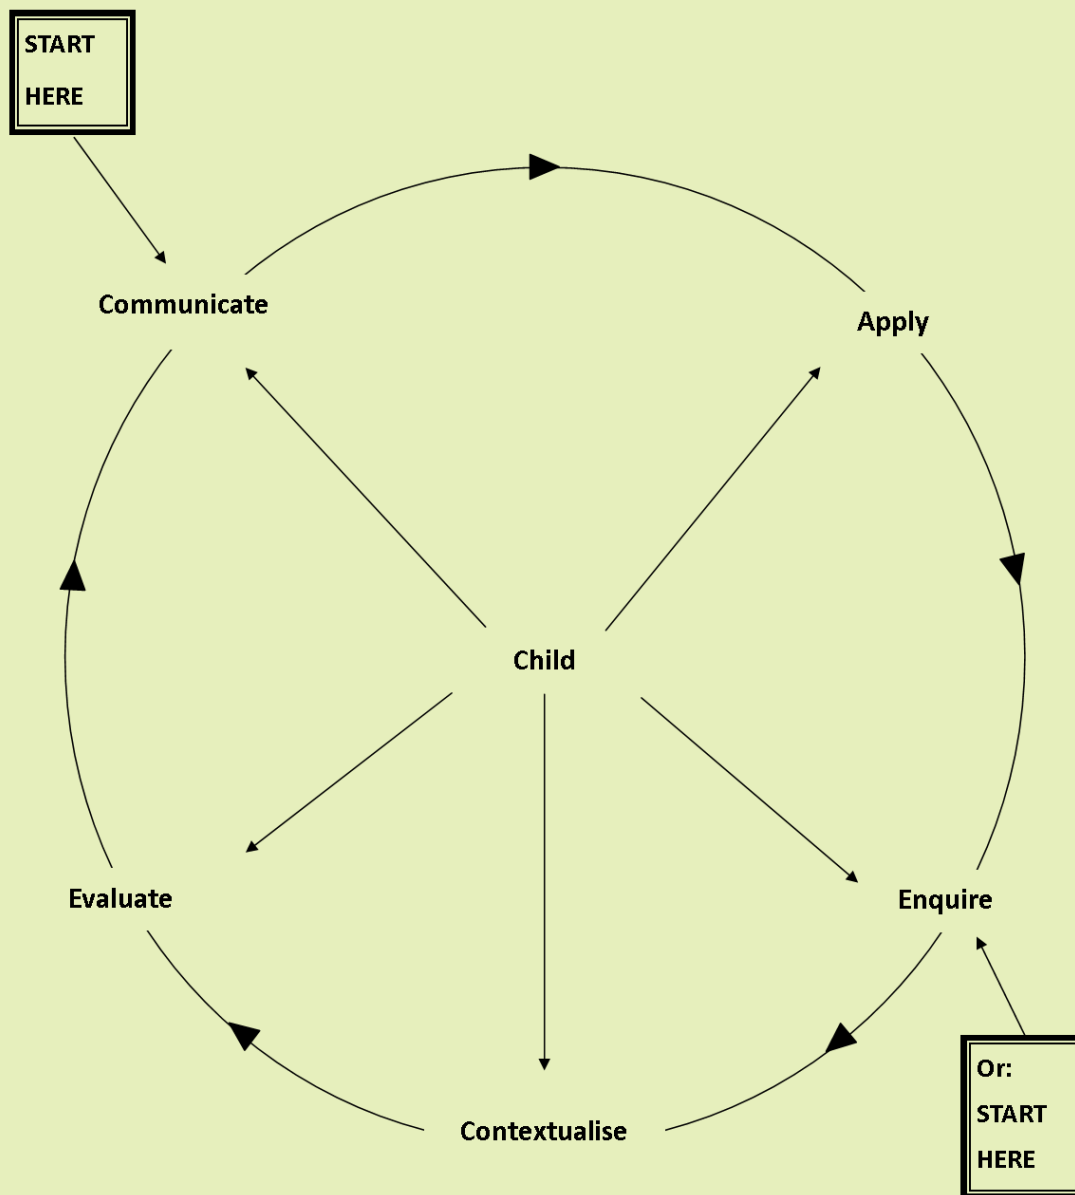 START
HERE
Communicate
Apply
Child
Evaluate
Enquire
Contextualise
Or:
START
HERE